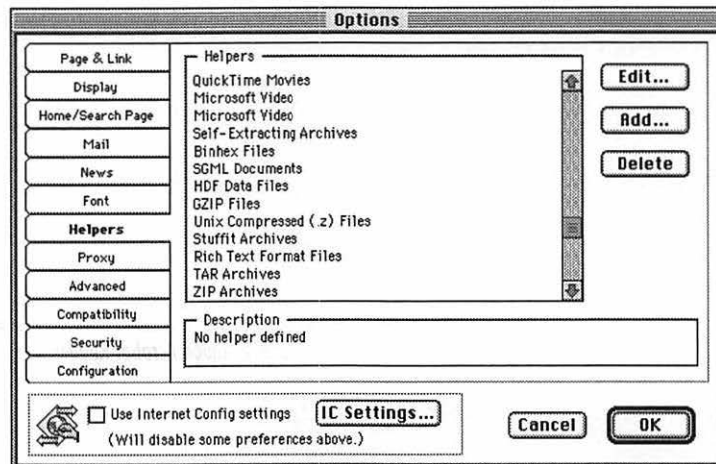 Options
Page & Link
Display
Home/Search Page
Mail
News
Font
Helpers
Proxy
Advanced
Compatibility
Security
Configuration
Helpers
QuickTime Movies
Microsoft Video
Microsoft Video
Self-Extracting Archives
Binhex Files
SGML Documents
HDF Data Files
GZIP Files
Unix Compressed (.z) Files
Stuffit Archives
Rich Text Format Files
TAR Archives
ZIP Archives
Edit...
Add...
Delete
Description
No helper defined
Use Internet Config settings
IC Settings...
(Will disable some preferences above.)
Cancel
OK